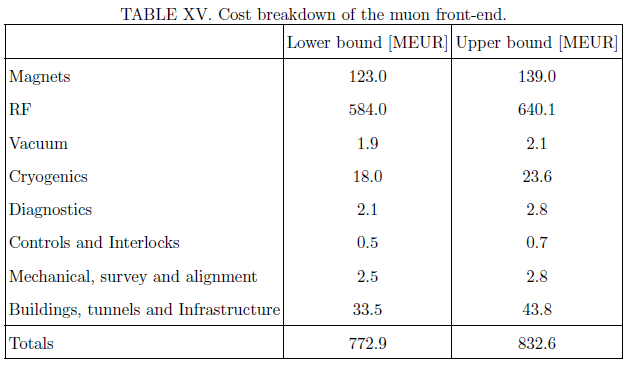 TABLE XV. Cost breakdown of the muon front-end.
Lower bound [MEUR] Upper bound [MEUR]
Magnets 123.0 139.0
RF 584.0 640.1
Vacuum 1.9 2.1
Cryogenics 18.0 23.6
Diagnostics 2.1 2.8
Controls and Interlocks 0.5 0.7
Mechanical, survey and alignment 2.5 2.8
Buildings, tunnels and Infrastructure 33.5 43.8
Totals 772.9 832.6